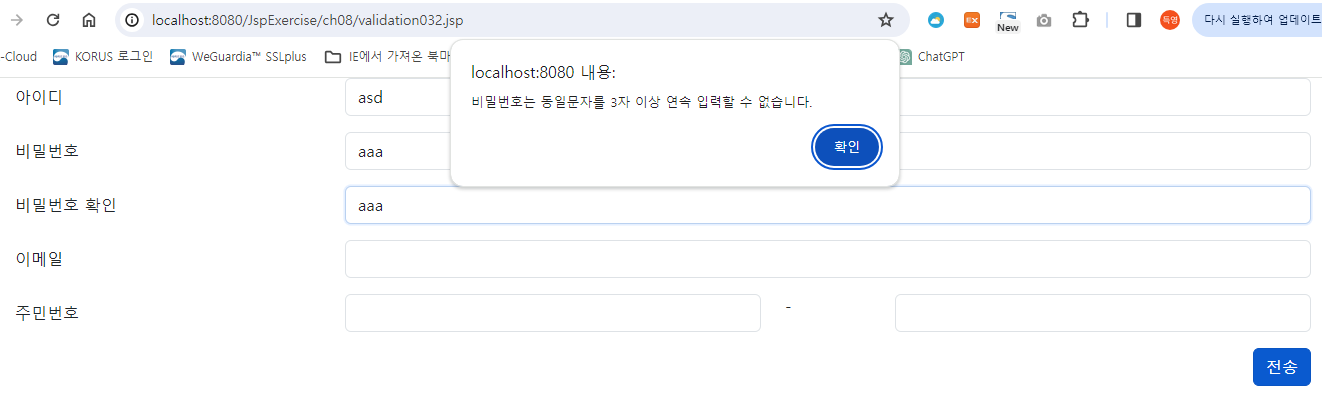 localhost:8080/JspExercise/ch08/validation032.jsp
New
특영
다시 실행하여 업데이트
-Cloud
KORUS 로그인
WeGuardia™ SSLplus
IE에서 가져온 북마
ChatGPT
localhost:8080 내용:
비밀번호는 동일문자를 3자 이상 연속 입력할 수 없습니다.
확인
아이디
asd
비밀번호
aaa
비밀번호 확인
aaa
이메일
주민번호
-
전송